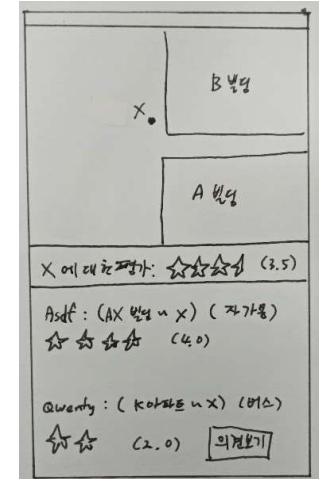 B 빌딩
X
A 빌딩
X에 대한 평가: ☆☆☆⯨ (3.5)
Asdf : (AX 빌딩 ~ X) (자가용)
☆☆☆☆ (4.0)
Qwerty : (K아파트 ~ X) (버스)
☆☆ (2.0) 의견보기